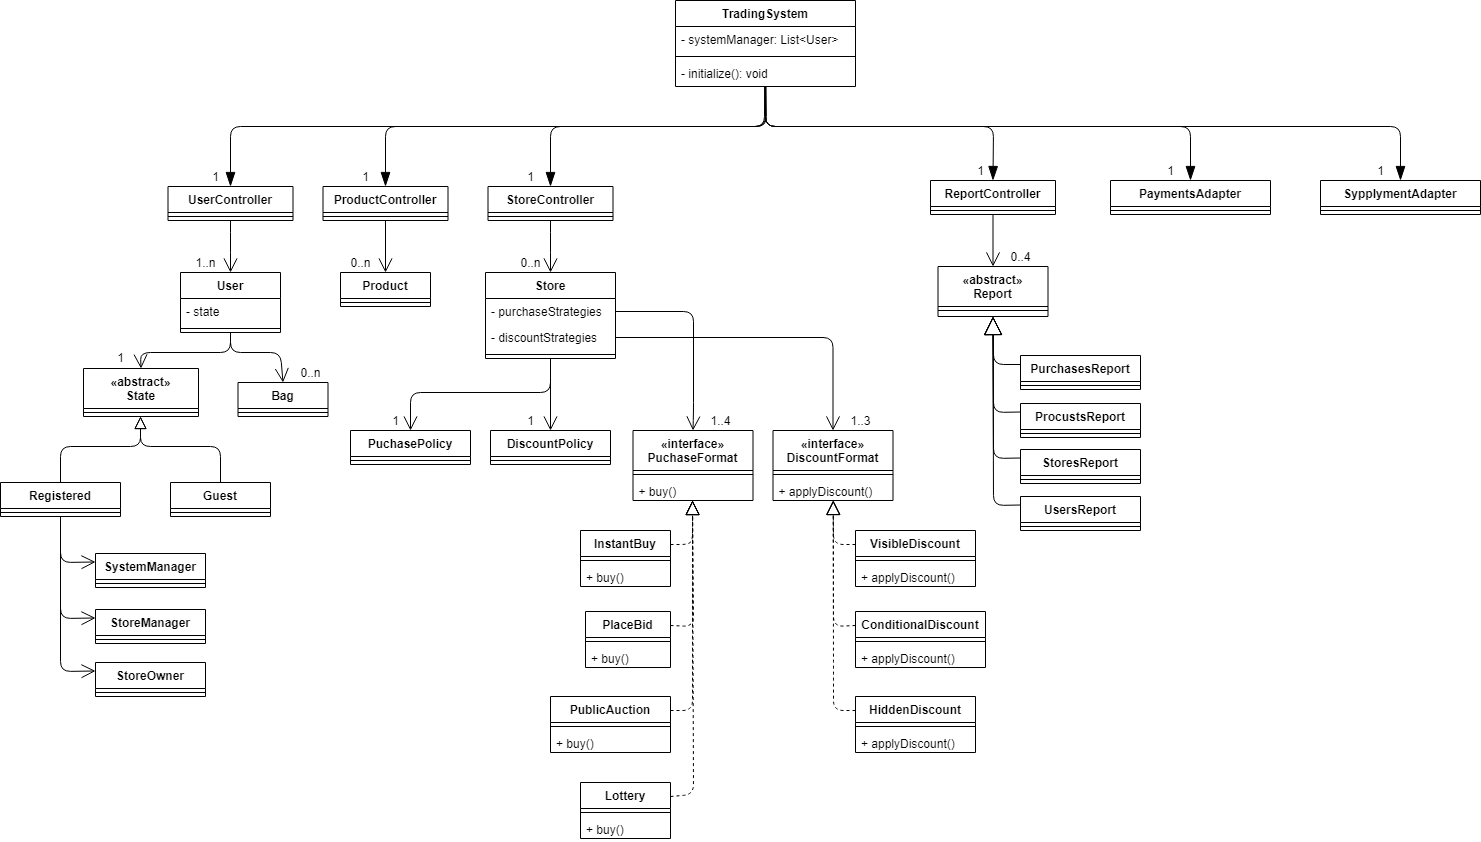 TradingSystem
- systemManager: List<User>
- initialize(): void
1
1
1
1
1
1
UserController
ProductController
StoreController
ReportController
PaymentsAdapter
SypplymentAdapter
1..n
0..n
0..n
0..4
User
- state
Product
Store
- purchaseStrategies
- discountStrategies
«abstract»
Report
1
0..n
«abstract»
State
Bag
PurchasesReport
ProcustsReport
StoresReport
UsersReport
1
1
1..4
1..3
PuchasePolicy
DiscountPolicy
«interface»
PuchaseFormat
+ buy()
«interface»
DiscountFormat
+ applyDiscount()
Registered
Guest
SystemManager
StoreManager
StoreOwner
InstantBuy
+ buy()
VisibleDiscount
+ applyDiscount()
PlaceBid
+ buy()
ConditionalDiscount
+ applyDiscount()
PublicAuction
+ buy()
HiddenDiscount
+ applyDiscount()
Lottery
+ buy()